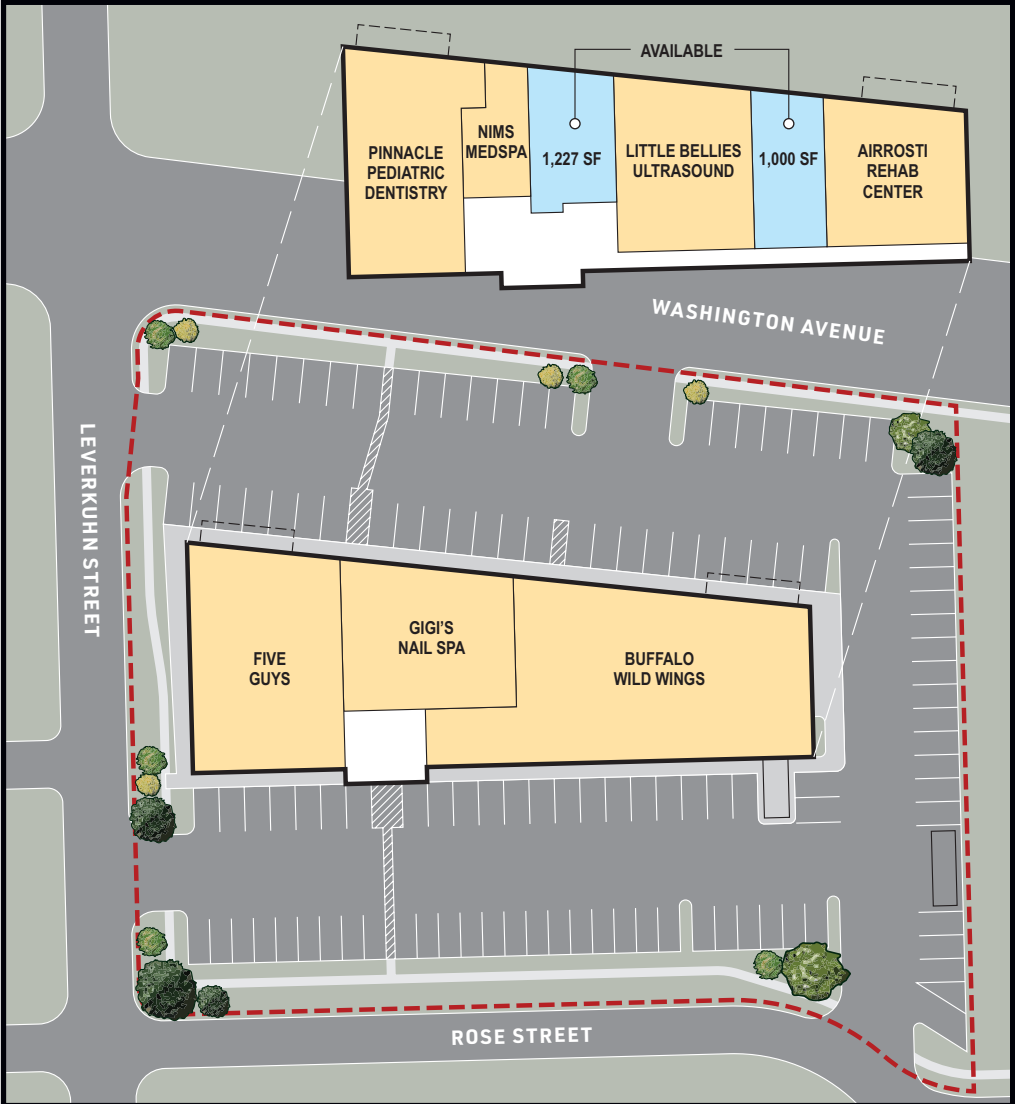 AVAILABLE
PINNACLE
PEDIATRIC
DENTISTRY
NIMS
MEDSPA
1,227 SF
LITTLE BELLIES
ULTRASOUND
1,000 SF
AIRROSTI
REHAB
CENTER
WASHINGTON AVENUE
LEVERKUHN STREET
FIVE
GUYS
GIGI'S
NAIL SPA
BUFFALO
WILD WINGS
ROSE STREET